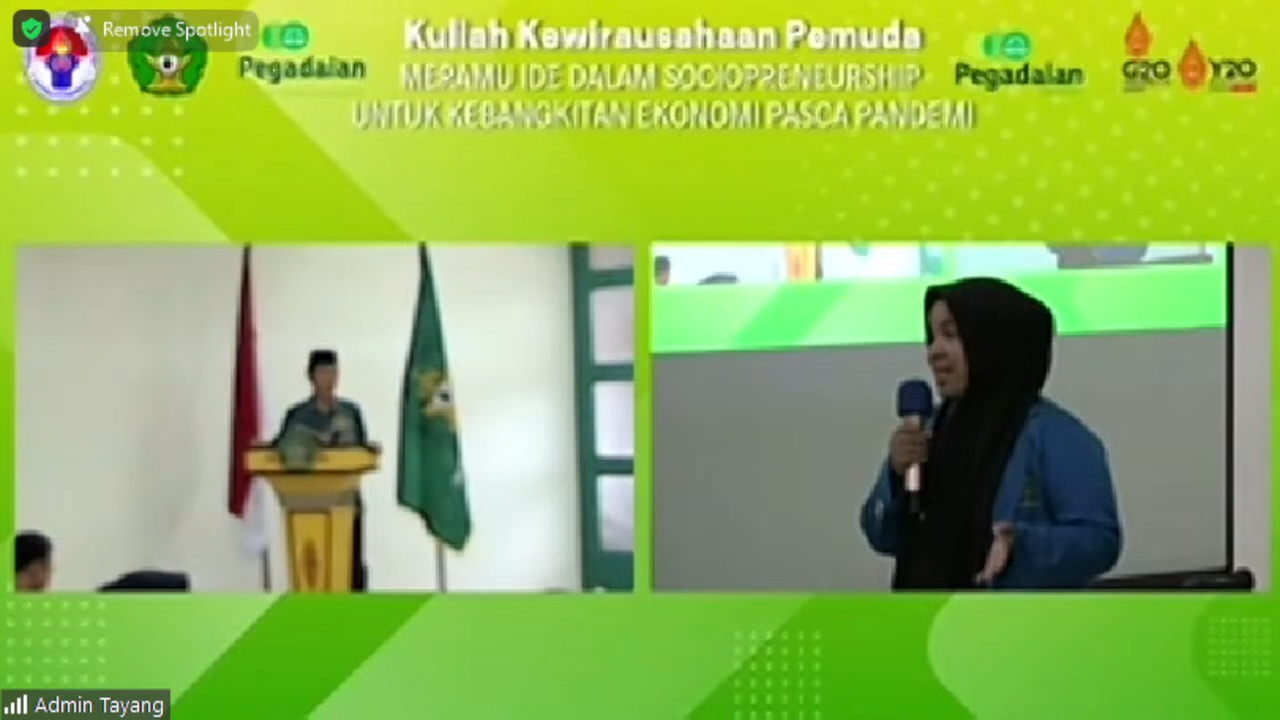 Remove Spotlight
Kuliah Kewirausahaan Pemuda
MERAMU IDE DALAM SOCIOPRENEURSHIP
UNTUK KEBANGKITAN EKONOMI PASCA PANDEMI
Pegadaian
Pegadaian
G20
Y20
Admin Tayang